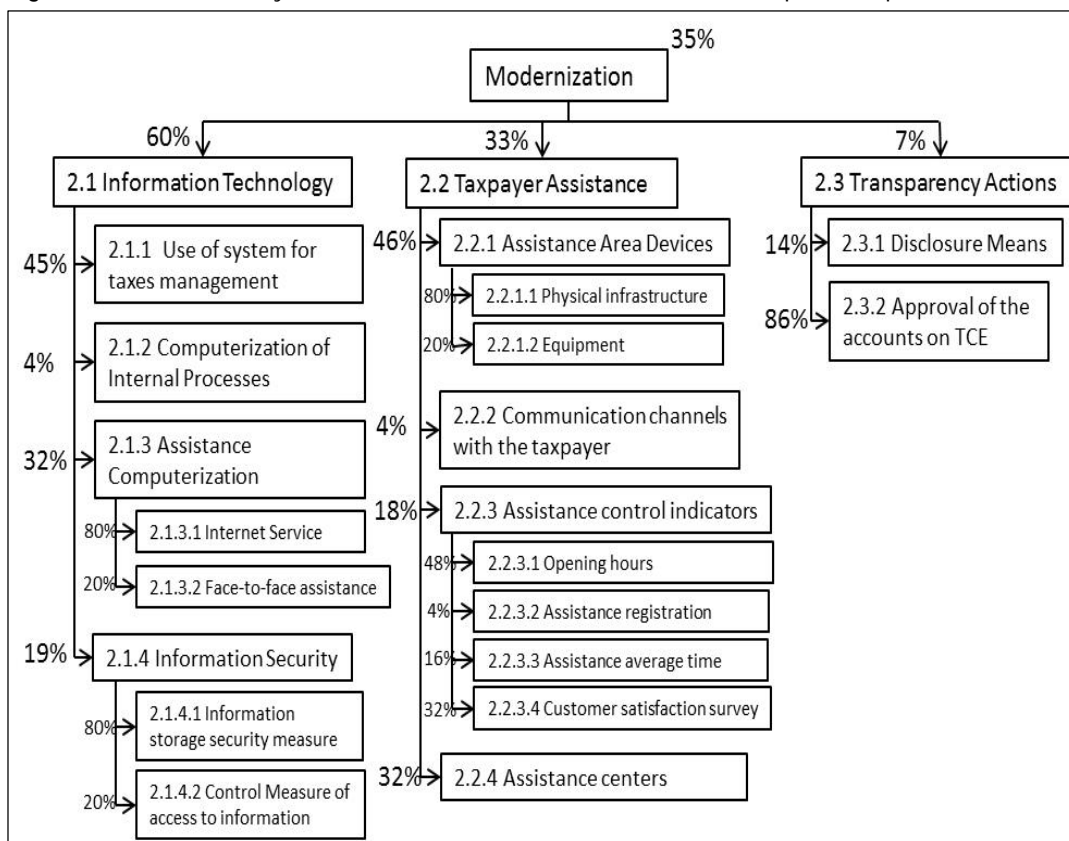 35%
Modernization
60%
33%
7%
2.1 Information Technology
2.2 Taxpayer Assistance
2.3 Transparency Actions
45%
2.1.1 Use of system for
taxes management
4%
2.1.2 Computerization of
Internal Processes
32%
2.1.3 Assistance
Computerization
80%
2.1.3.1 Internet Service
20%
2.1.3.2 Face-to-face assistance
19%
2.1.4 Information Security
80%
2.1.4.1 Information
storage security measure
20%
2.1.4.2 Control Measure of
access to information
46%
2.2.1 Assistance Area Devices
80%
2.2.1.1 Physical infrastructure
20%
2.2.1.2 Equipment
4%
2.2.2 Communication channels
with the taxpayer
18%
2.2.3 Assistance control indicators
48%
2.2.3.1 Opening hours
4%
2.2.3.2 Assistance registration
16%
2.2.3.3 Assistance average time
32%
2.2.3.4 Customer satisfaction survey
32%
2.2.4 Assistance centers
14%
2.3.1 Disclosure Means
86%
2.3.2 Approval of the
accounts on TCE